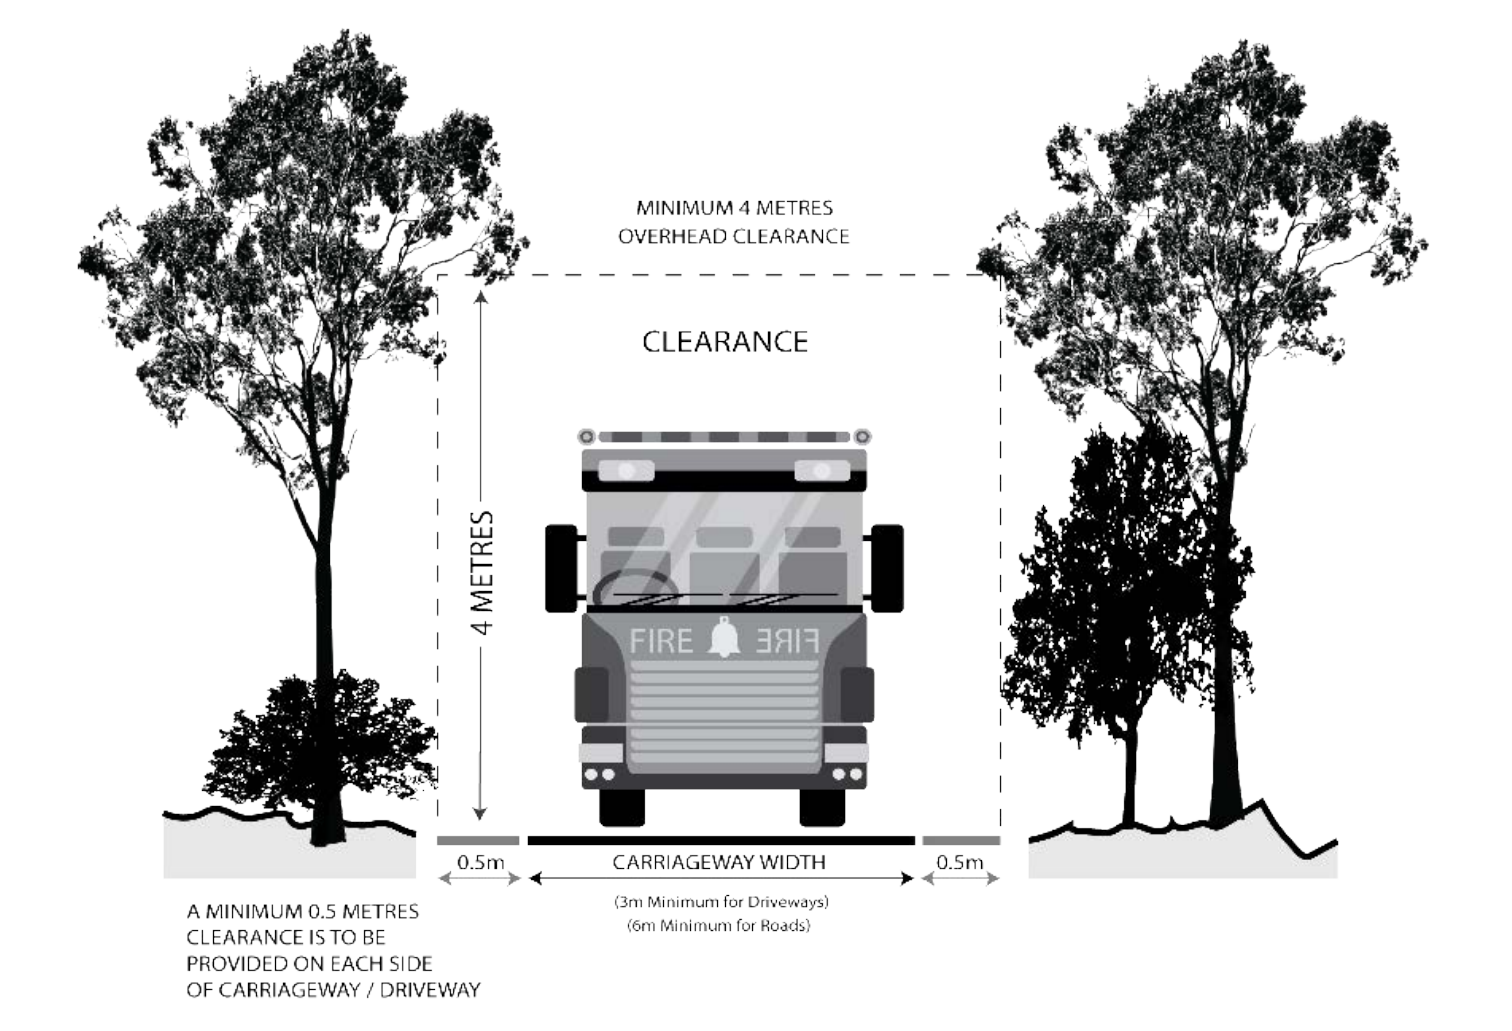 MINIMUM 4 METRES
OVERHEAD CLEARANCE
CLEARANCE
4 METRES
FIRE FIRE
0.5m CARRIAGEWAY WIDTH 0.5m
(3m Minimum for Driveways)
(6m Minimum for Roads)
A MINIMUM 0.5 METRES
CLEARANCE IS TO BE
PROVIDED ON EACH SIDE
OF CARRIAGEWAY / DRIVEWAY